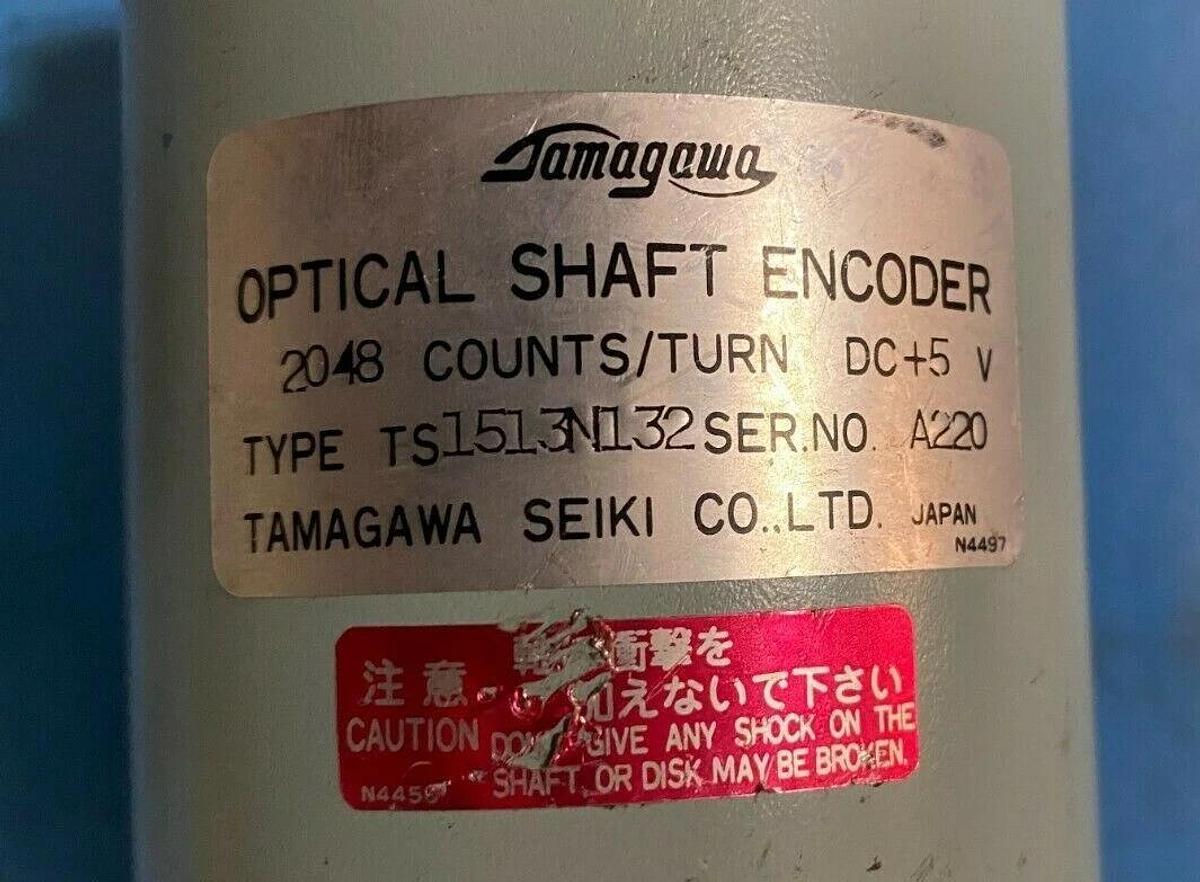 Tamagawa
OPTICAL SHAFT ENCODER
2048 COUNTS/TURN DC+5 V
TYPE TS1513N132 SER.NO. A220
TAMAGAWA SEIKI CO.,LTD. JAPAN
N4497
注意 衝撃を
加えないで下さい
CAUTION GIVE ANY SHOCK ON THE
SHAFT OR DISK MAY BE BROKEN.